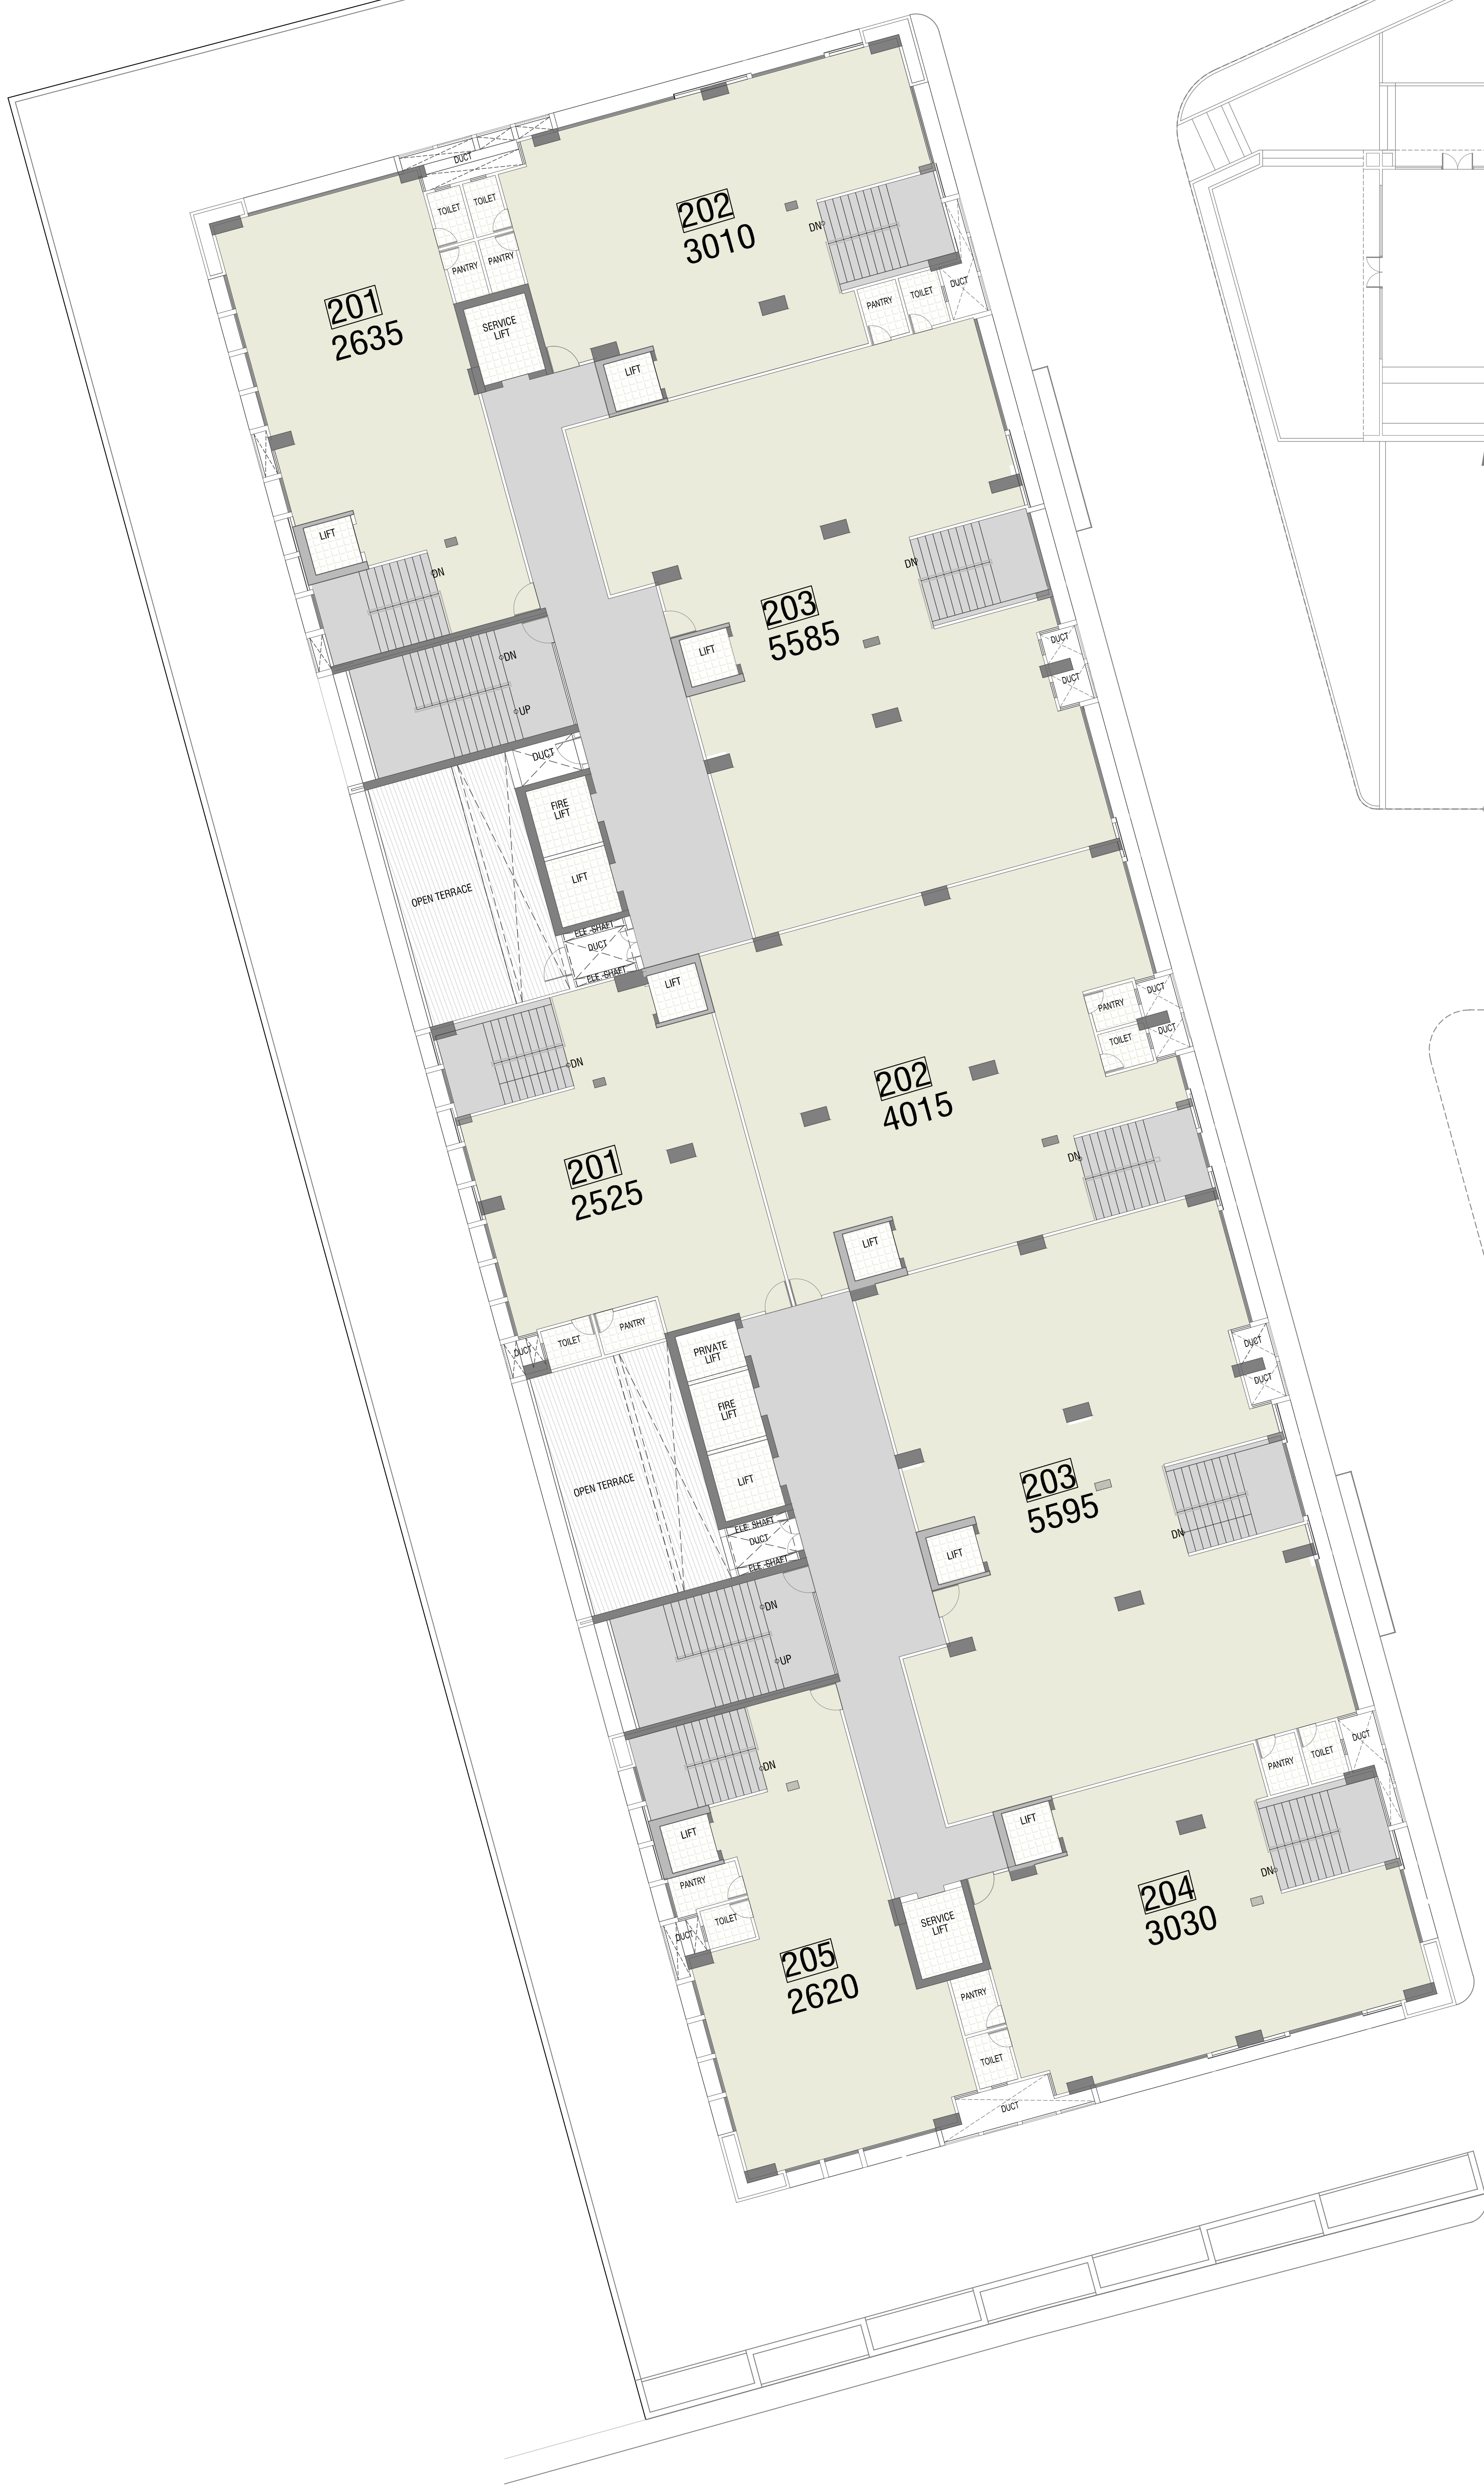 DUCT
TOILET
TOILET
PANTRY
PANTRY
202
3010
DN
PANTRY
TOILET
DUCT
201
2635
SERVICE
LIFT
LIFT
LIFT
DN
DN
UP
203
5585
DN
LIFT
DUCT
DUCT
DUCT
FIRE
LIFT
LIFT
OPEN TERRACE
ELE.SHAFT
DUCT
ELE.SHAFT
LIFT
DN
PANTRY
DUCT
TOILET
DUCT
202
4015
DN
201
2525
LIFT
DUCT
TOILET
PANTRY
PRIVATE
LIFT
FIRE
LIFT
LIFT
DUCT
DUCT
OPEN TERRACE
203
5595
DN
ELE.SHAFT
DUCT
ELE.SHAFT
LIFT
DN
UP
DN
PANTRY
TOILET
DUCT
LIFT
LIFT
DN
PANTRY
TOILET
DUCT
204
3030
SERVICE
LIFT
205
2620
PANTRY
TOILET
DUCT